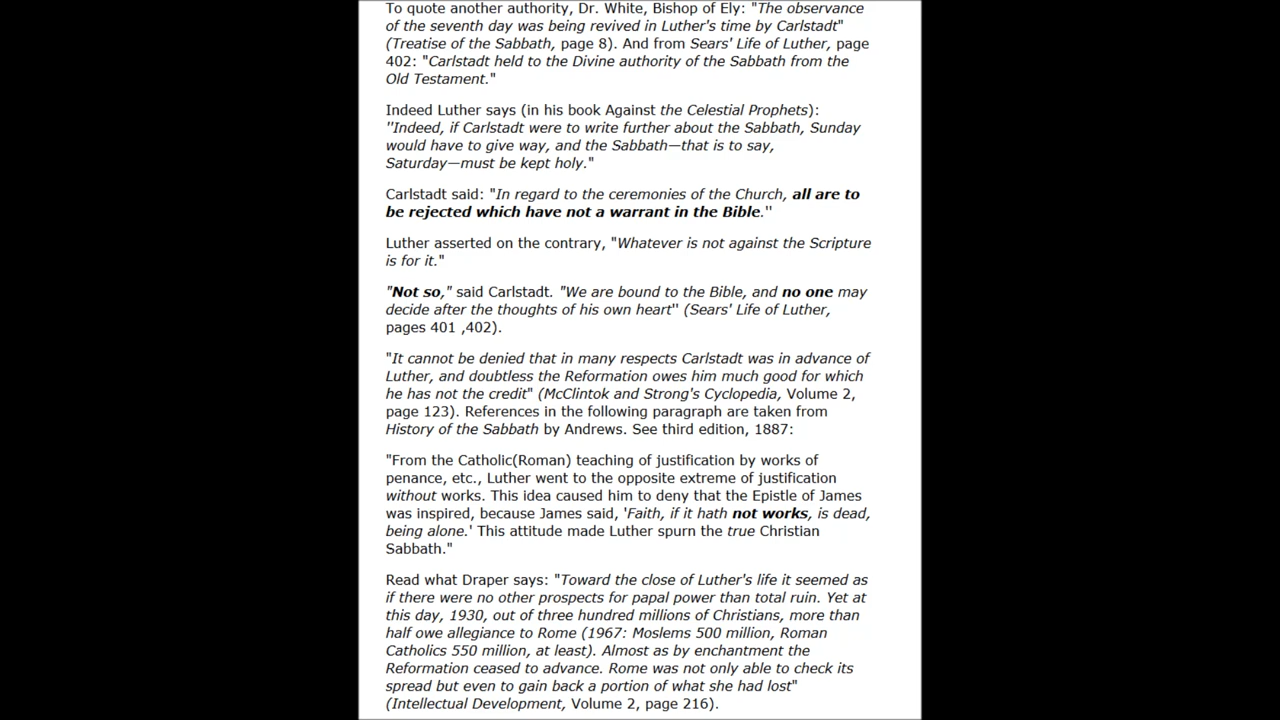 To quote another authority, Dr. White, Bishop of Ely: "The observance
of the seventh day was being revived in Luther's time by Carlstadt"
(Treatise of the Sabbath, page 8). And from Sears' Life of Luther, page
402: "Carlstadt held to the Divine authority of the Sabbath from the
Old Testament."
Indeed Luther says (in his book Against the Celestial Prophets):
"Indeed, if Carlstadt were to write further about the Sabbath, Sunday
would have to give way, and the Sabbath—that is to say,
Saturday—must be kept holy."
Carlstadt said: "In regard to the ceremonies of the Church, all are to
be rejected which have not a warrant in the Bible."
Luther asserted on the contrary, "Whatever is not against the Scripture
is for it."
"Not so," said Carlstadt. "We are bound to the Bible, and no one may
decide after the thoughts of his own heart" (Sears' Life of Luther,
pages 401 ,402).
"It cannot be denied that in many respects Carlstadt was in advance of
Luther, and doubtless the Reformation owes him much good for which
he has not the credit" (McClintok and Strong's Cyclopedia, Volume 2,
page 123). References in the following paragraph are taken from
History of the Sabbath by Andrews. See third edition, 1887:
"From the Catholic(Roman) teaching of justification by works of
penance, etc., Luther went to the opposite extreme of justification
without works. This idea caused him to deny that the Epistle of James
was inspired, because James said, 'Faith, if it hath not works, is dead,
being alone.' This attitude made Luther spurn the true Christian
Sabbath."
Read what Draper says: "Toward the close of Luther's life it seemed as
if there were no other prospects for papal power than total ruin. Yet at
this day, 1930, out of three hundred millions of Christians, more than
half owe allegiance to Rome (1967: Moslems 500 million, Roman
Catholics 550 million, at least). Almost as by enchantment the
Reformation ceased to advance. Rome was not only able to check its
spread but even to gain back a portion of what she had lost"
(Intellectual Development, Volume 2, page 216).